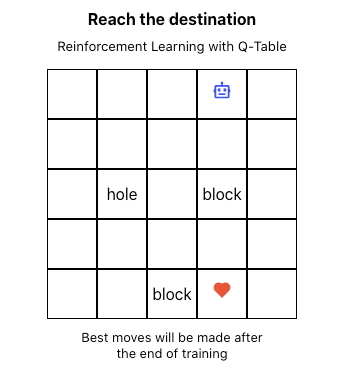 Reach the destination
Reinforcement Learning with Q-Table
hole
block
block
Best moves will be made after
the end of training